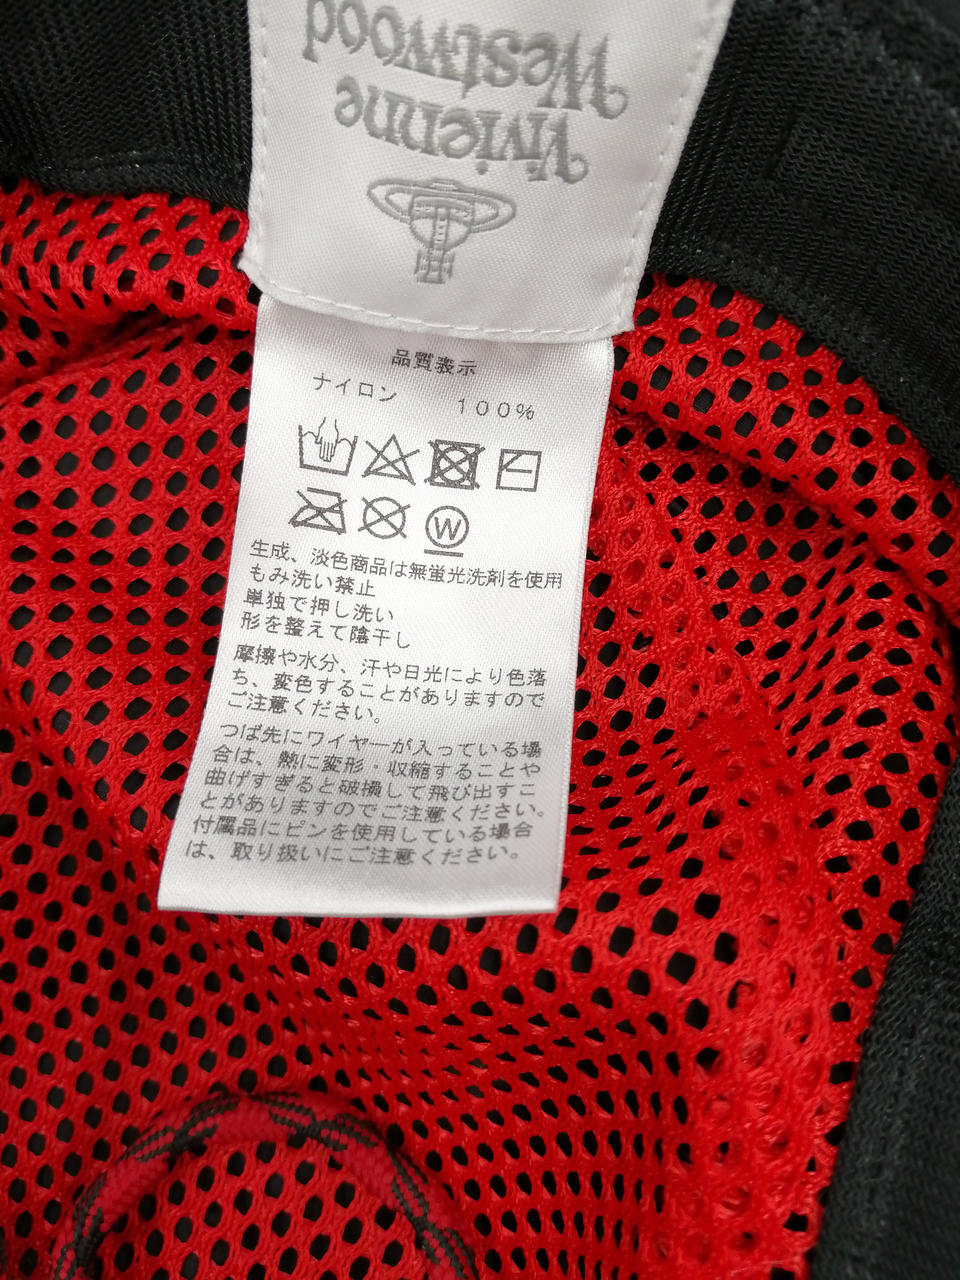 Vivienne
Westwood
品質表示
ナイロン 100%
W
生成、淡色商品は無蛍光洗剤を使用
もみ洗い禁止
単独で押し洗い
形を整えて陰干し
摩擦や水分、汗や日光により色落
ち、変色することがありますので
ご注意ください。
つば先にワイヤーが入っている場
合は、熱に変形・収縮することや
曲げすぎると破損して飛び出すこ
とがありますのでご注意ください。
付属品にピンを使用している場合
は、取り扱いにご注意ください。